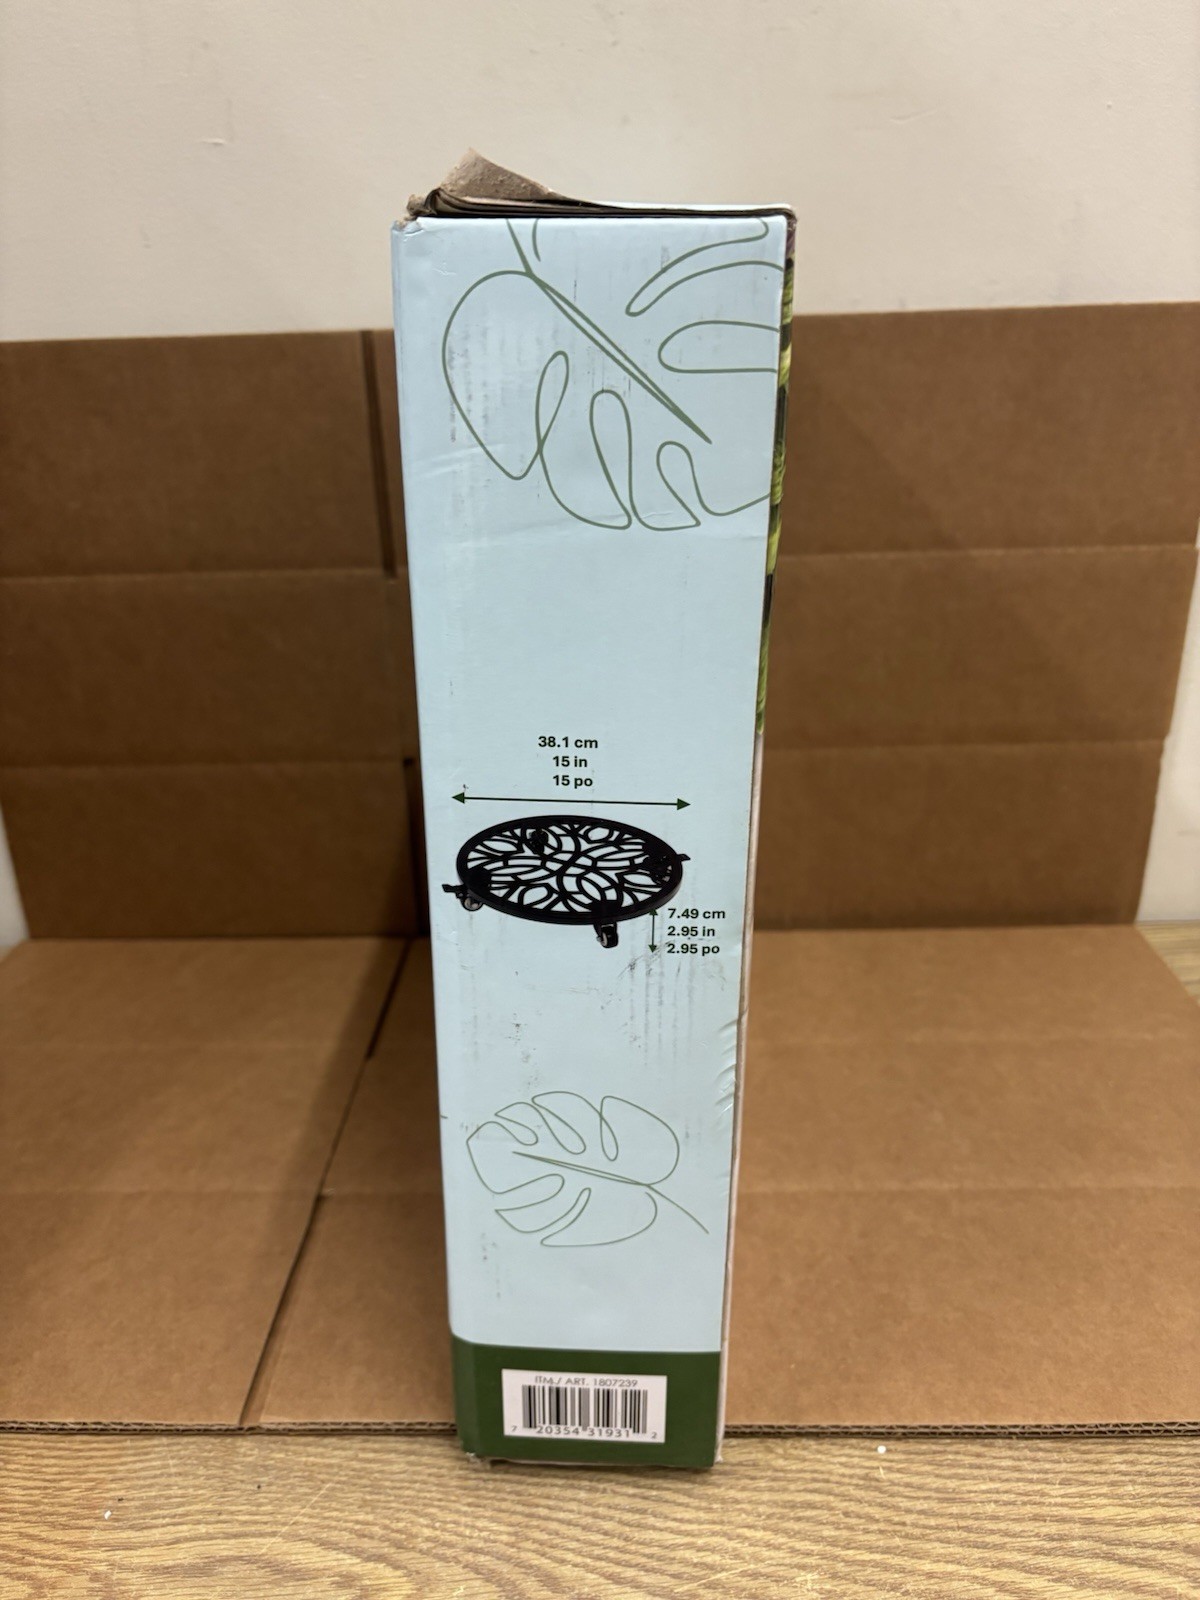 38.1 cm
15 in
15 po
7.49 cm
2.95 in
2.95 po
ITM./ ART. 1807239
7 20354 31931 2